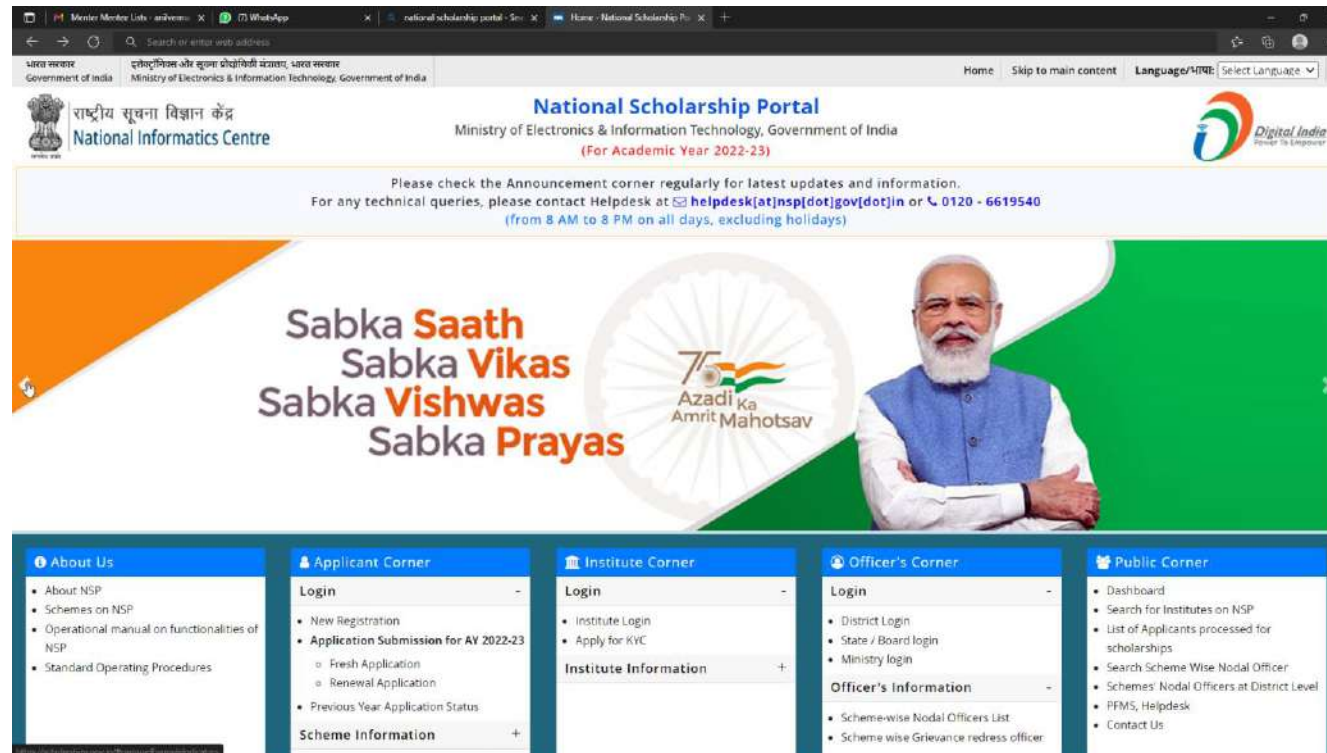 Menter Mentee Lists - anilverma
(7) WhatsApp
national scholarship portal - Sea
Home - National Scholarship Po
Search or enter web address
भारत सरकार
Government of India
इलेक्ट्रॉनिक्स और सूचना प्रौद्योगिकी मंत्रालय, भारत सरकार
Ministry of Electronics & Information Technology, Government of India
Home
Skip to main content
Language/भाषा:
Select Language
राष्ट्रीय सूचना विज्ञान केंद्र
National Informatics Centre
National Scholarship Portal
Ministry of Electronics & Information Technology, Government of India
(For Academic Year 2022-23)
Digital India
Power To Empower
Please check the Announcement corner regularly for latest updates and information.
For any technical queries, please contact Helpdesk at helpdesk[at]nsp[dot]gov[dot]in or 0120 - 6619540
(from 8 AM to 8 PM on all days, excluding holidays)
Sabka Saath
Sabka Vikas
Sabka Vishwas
Sabka Prayas
75
Azadi Ka
Amrit Mahotsav
About Us
About NSP
Schemes on NSP
Operational manual on functionalities of
NSP
Standard Operating Procedures
Applicant Corner
Login -
New Registration
Application Submission for AY 2022-23
Fresh Application
Renewal Application
Previous Year Application Status
Scheme Information +
Institute Corner
Login -
Institute Login
Apply for KYC
Institute Information +
Officer's Corner
Login -
District Login
State / Board login
Ministry login
Officer's Information -
Scheme-wise Nodal Officers List
Scheme wise Grievance redress officer
Public Corner
Dashboard
Search for Institutes on NSP
List of Applicants processed for
scholarships
Search Scheme Wise Nodal Officer
Schemes' Nodal Officers at District Level
PFMS, Helpdesk
Contact Us